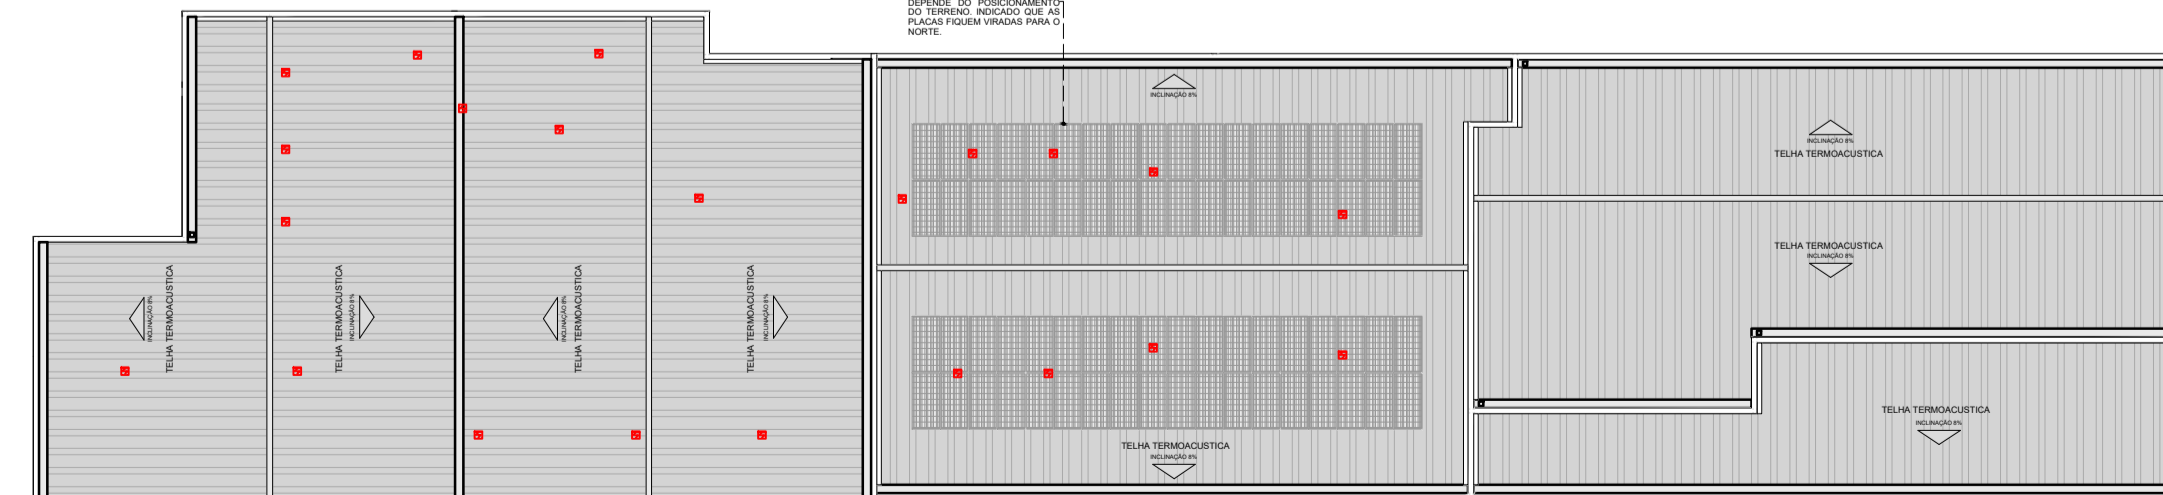 DEPENDE DO POSICIONAMENTO
DO TERRENO. INDICADO QUE AS
PLACAS FIQUEM VIRADAS PARA O
NORTE.
INCLINAÇÃO 8%
INCLINAÇÃO 8%
TELHA TERMOACUSTICA
TELHA TERMOACUSTICA
INCLINAÇÃO 8%
INCLINAÇÃO 8%
TELHA TERMOACUSTICA
TELHA TERMOACUSTICA
INCLINAÇÃO 8%
INCLINAÇÃO 8%
TELHA TERMOACUSTICA
TELHA TERMOACUSTICA
INCLINAÇÃO 8%
TELHA TERMOACUSTICA
INCLINAÇÃO 8%
TELHA TERMOACUSTICA
INCLINAÇÃO 8%